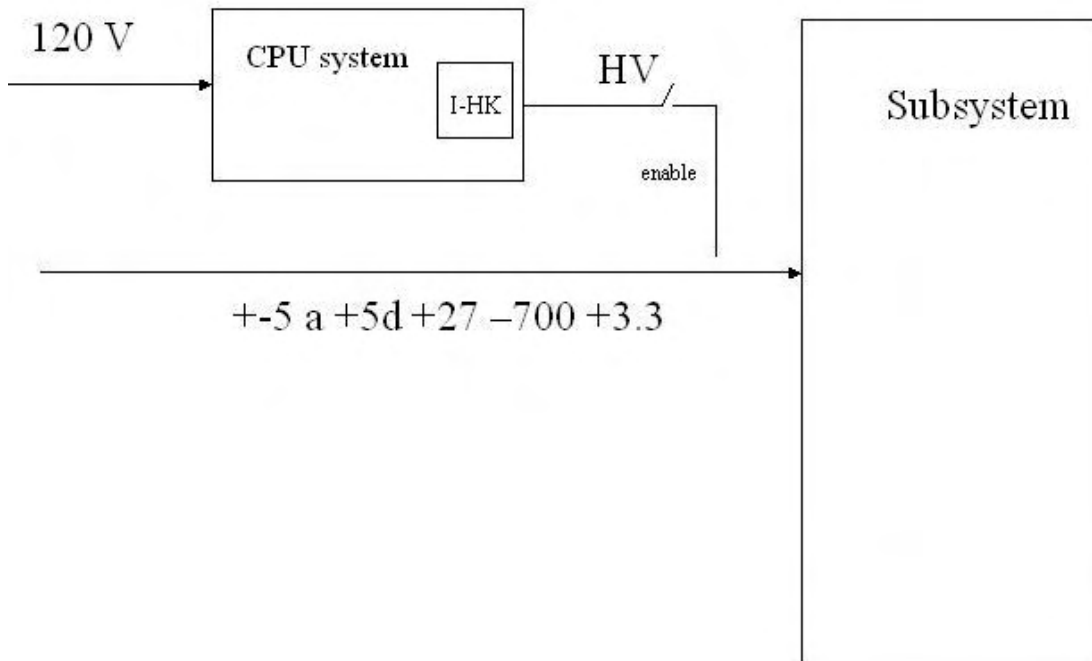 120 V
CPU system
I-HK
HV
enable
Subsystem
+-5 a +5d +27 –700 +3.3